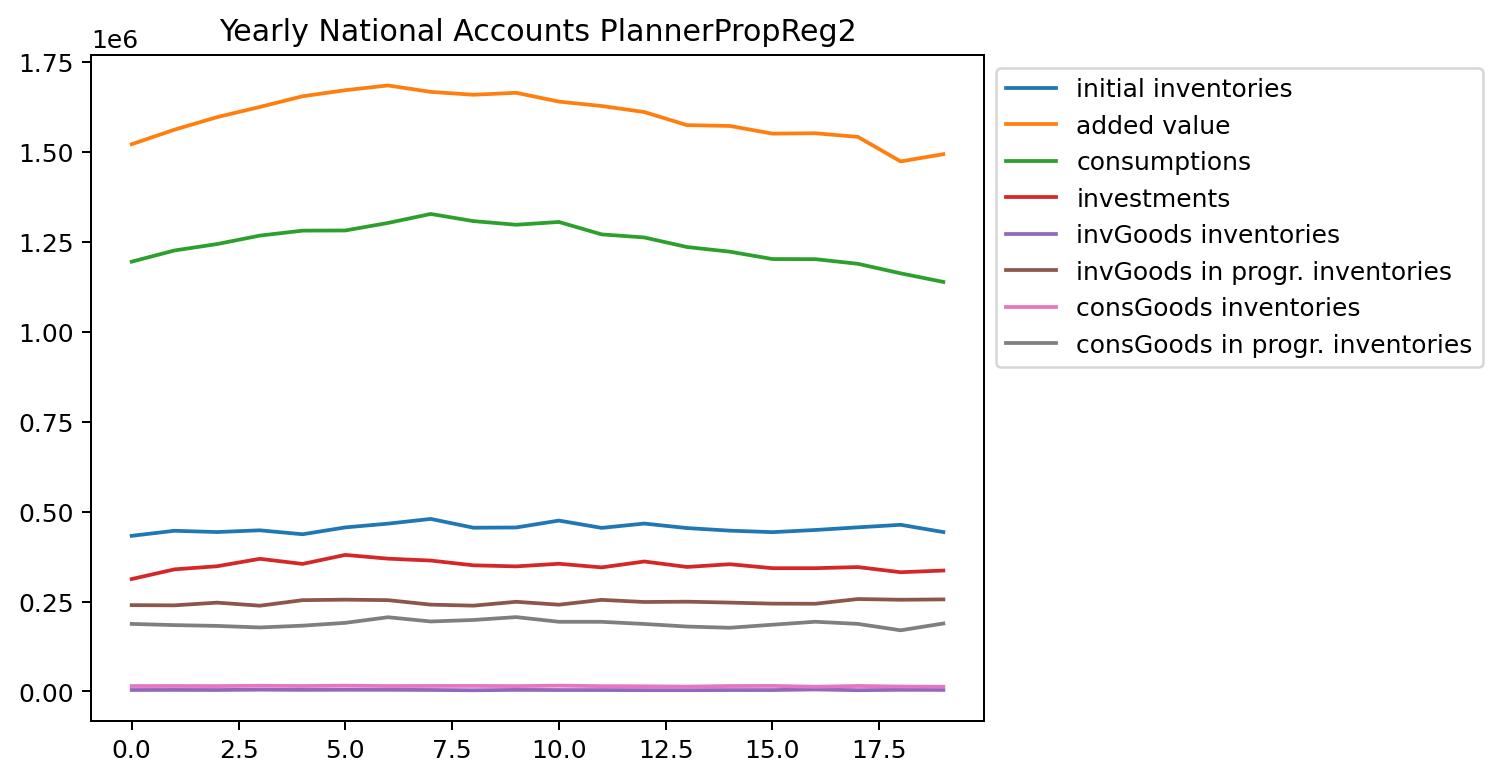 Yearly National Accounts PlannerPropReg2
1e6
1.75
1.50
1.25
1.00
0.75
0.50
0.25
0.00
0.0 2.5 5.0 7.5 10.0 12.5 15.0 17.5
initial inventories
added value
consumptions
investments
invGoods inventories
invGoods in progr. inventories
consGoods inventories
consGoods in progr. inventories